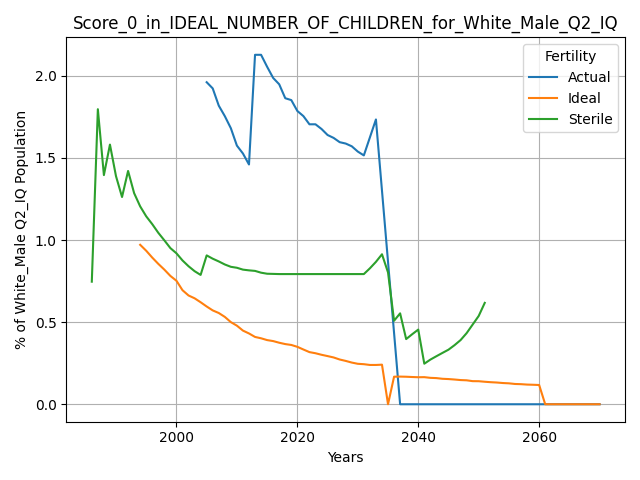 Score_0_in_IDEAL_NUMBER_OF_CHILDREN_for_White_Male_Q2_IQ
Fertility
Actual
Ideal
Sterile
% of White_Male Q2_IQ Population
2.0
1.5
1.0
0.5
0.0
2000
2020
2040
2060
Years